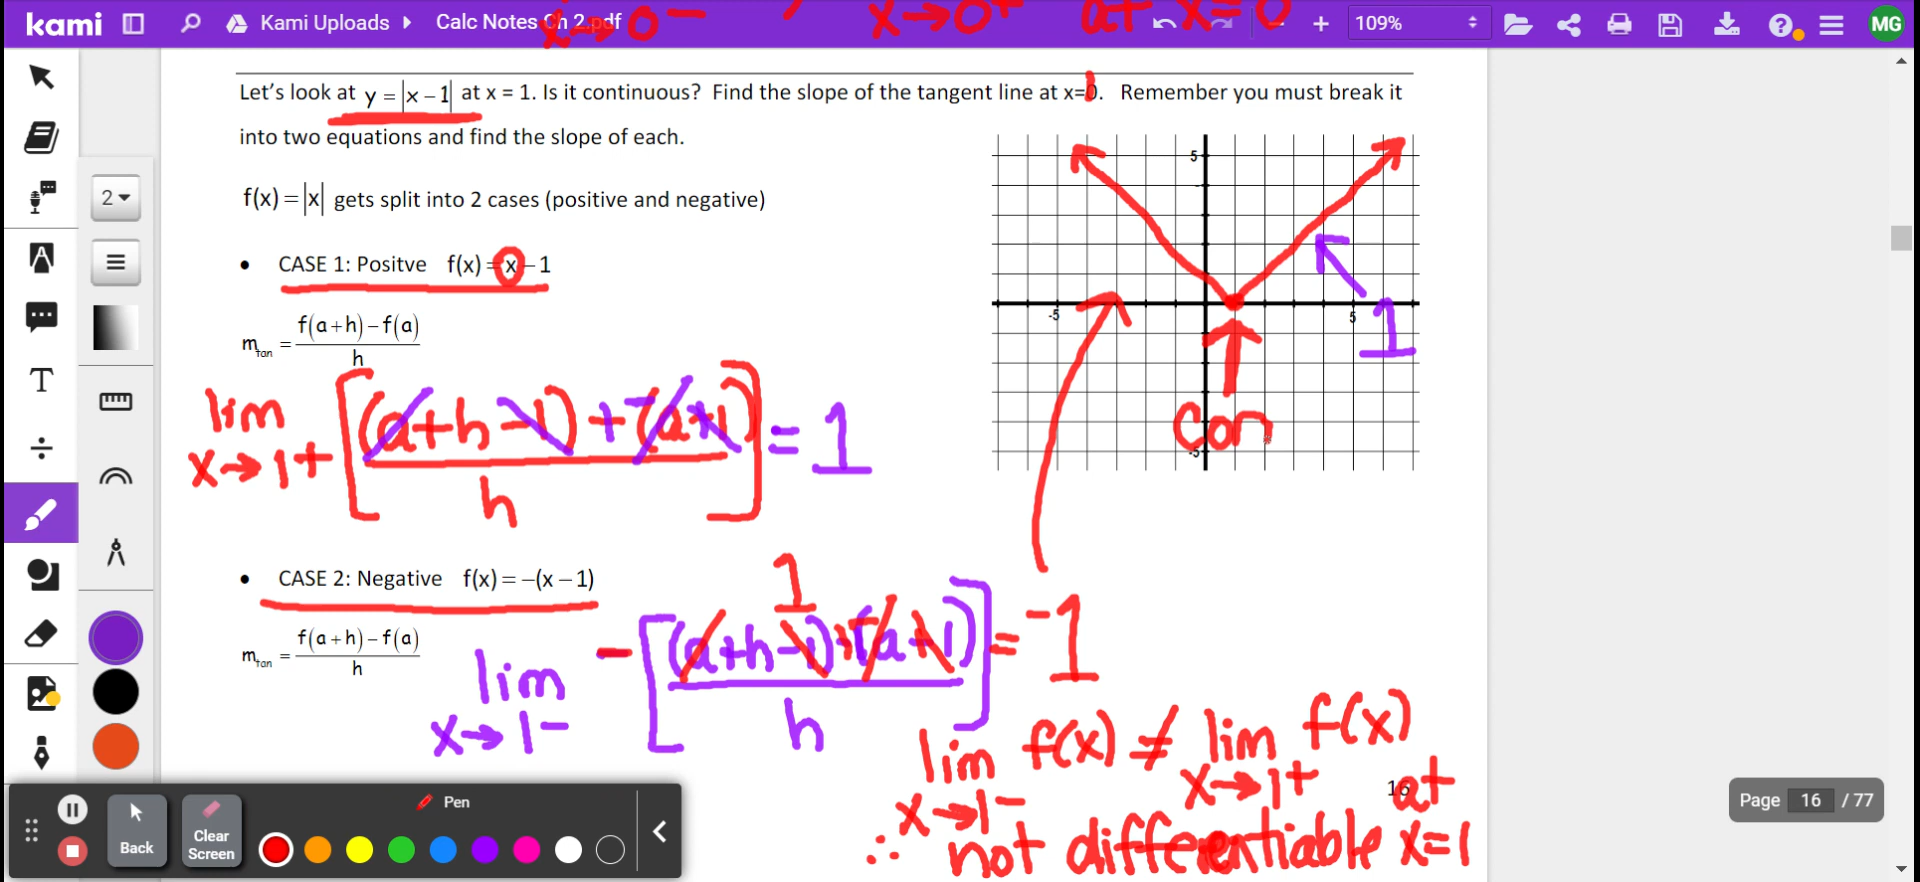 kami Kami Uploads Calc Notes Ch 2.pdf 109% MG
x→0- x→0+ at x=0
Let's look at y = |x – 1| at x = 1. Is it continuous? Find the slope of the tangent line at x=1. Remember you must break it
into two equations and find the slope of each.
f(x) = |x| gets split into 2 cases (positive and negative)
• CASE 1: Positve f(x) = x – 1
m_tan = f(a+h) – f(a) / h
lim x→1+ [(a+h-1) + -(a+1) / h] = 1
• CASE 2: Negative f(x) = –(x – 1)
m_tan = f(a+h) – f(a) / h
lim x→1- -[(a+h-1) + -(a+1) / h] = -1
1
5
-5 5
-5
1
Con
lim x→1- f(x) ≠ lim x→1+ f(x)
∴ not differentiable at x=1
16
2
T
Back
Clear
Screen
Pen
Page 16 / 77